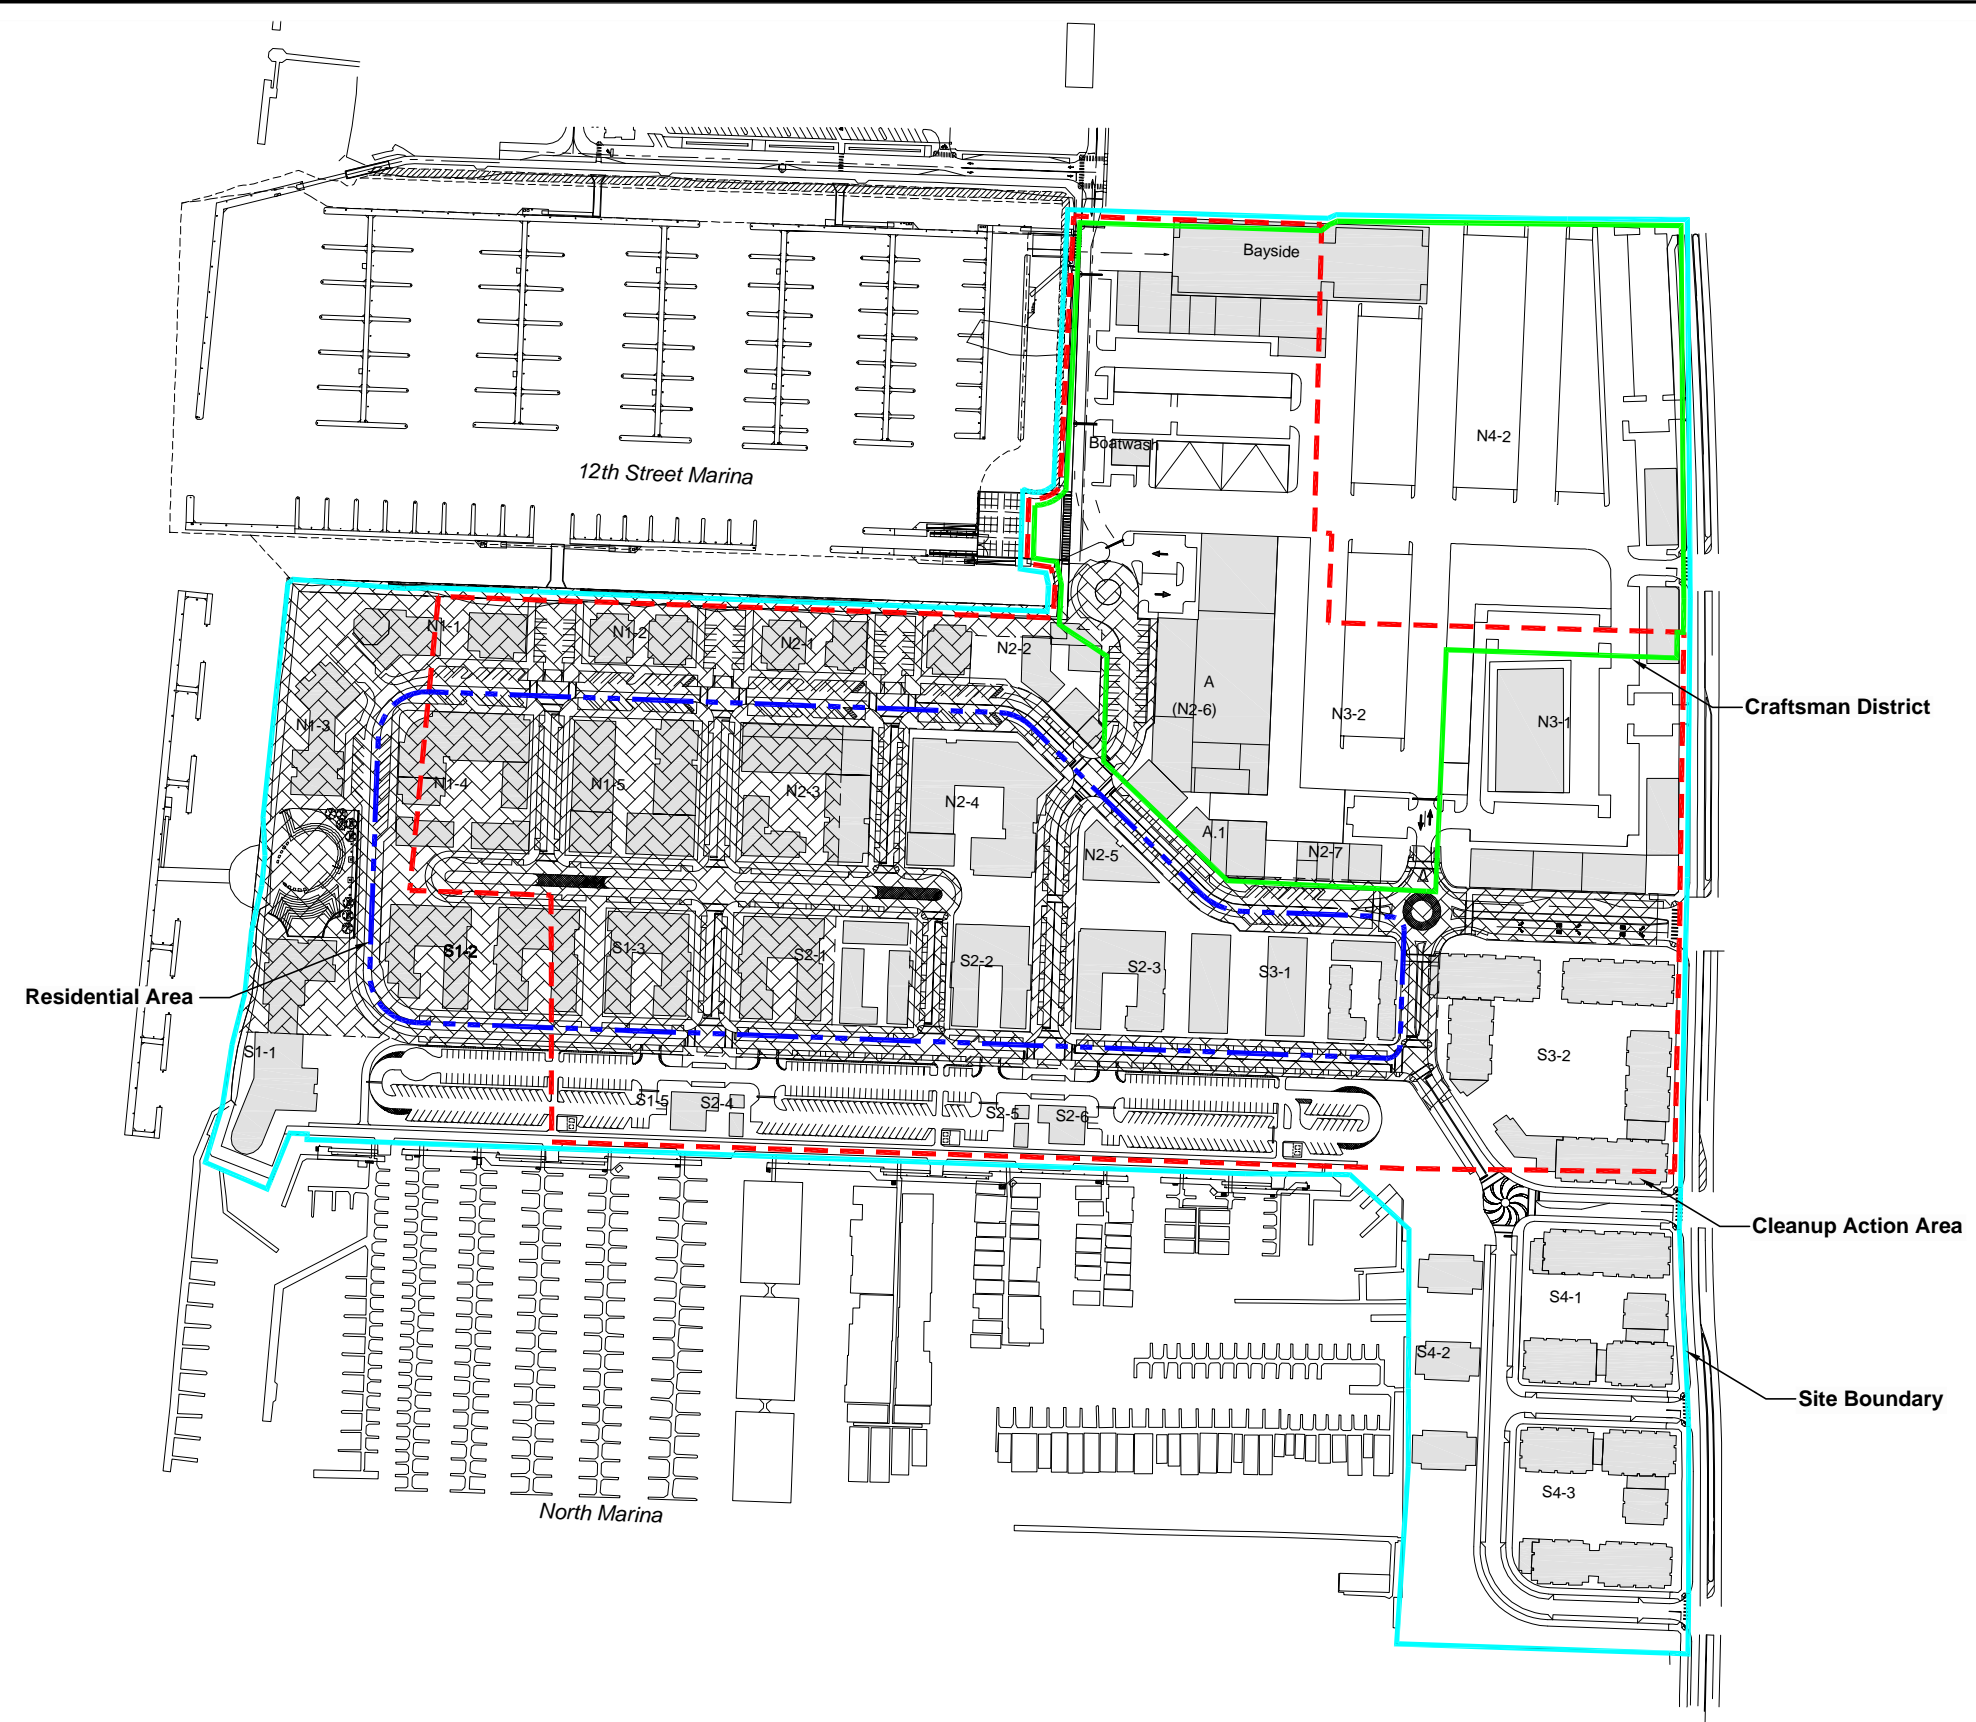 Bayside
N4-2
Boatwash
12th Street Marina
N1-1
N1-2
N2-1
N2-2
A
(N2-6)
N3-2
N3-1
Craftsman District
N1-3
N1-4
N1-5
N2-3
N2-4
A.1
N2-5
N2-7
S1-2
S1-3
S2-1
S2-2
S2-3
S3-1
Residential Area
S1-1
S3-2
S1-5
S2-4
S2-5
S2-6
Cleanup Action Area
S4-1
S4-2
Site Boundary
S4-3
North Marina